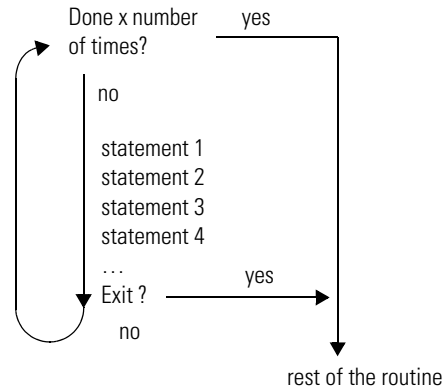 Done x number
of times?
yes
no
statement 1
statement 2
statement 3
statement 4
...
Exit ?
yes
no
rest of the routine